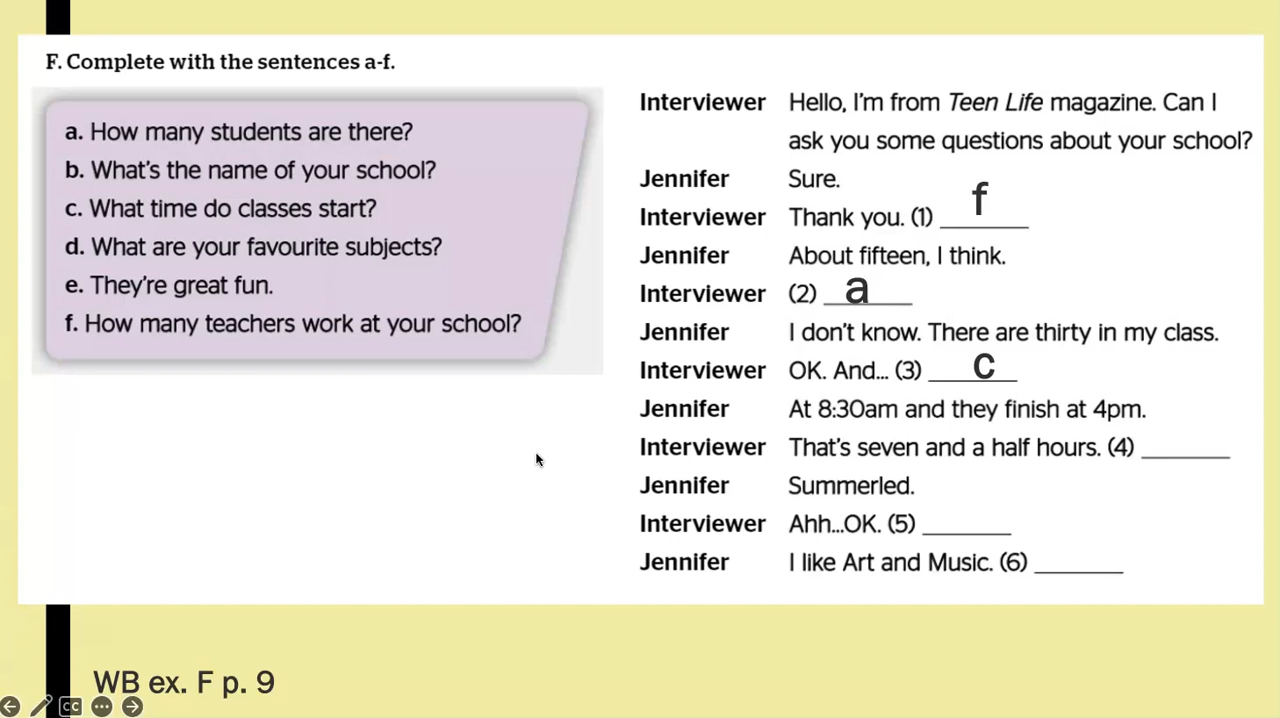 F. Complete with the sentences a-f.
a. How many students are there?
b. What's the name of your school?
c. What time do classes start?
d. What are your favourite subjects?
e. They're great fun.
f. How many teachers work at your school?
Interviewer Hello, I'm from Teen Life magazine. Can I
ask you some questions about your school?
Jennifer Sure.
Interviewer Thank you. (1) f
Jennifer About fifteen, I think.
Interviewer (2) a
Jennifer I don't know. There are thirty in my class.
Interviewer OK. And... (3) c
Jennifer At 8:30am and they finish at 4pm.
Interviewer That's seven and a half hours. (4) ________
Jennifer Summerled.
Interviewer Ahh...OK. (5) ________
Jennifer I like Art and Music. (6) ________
WB ex. F p. 9
CC